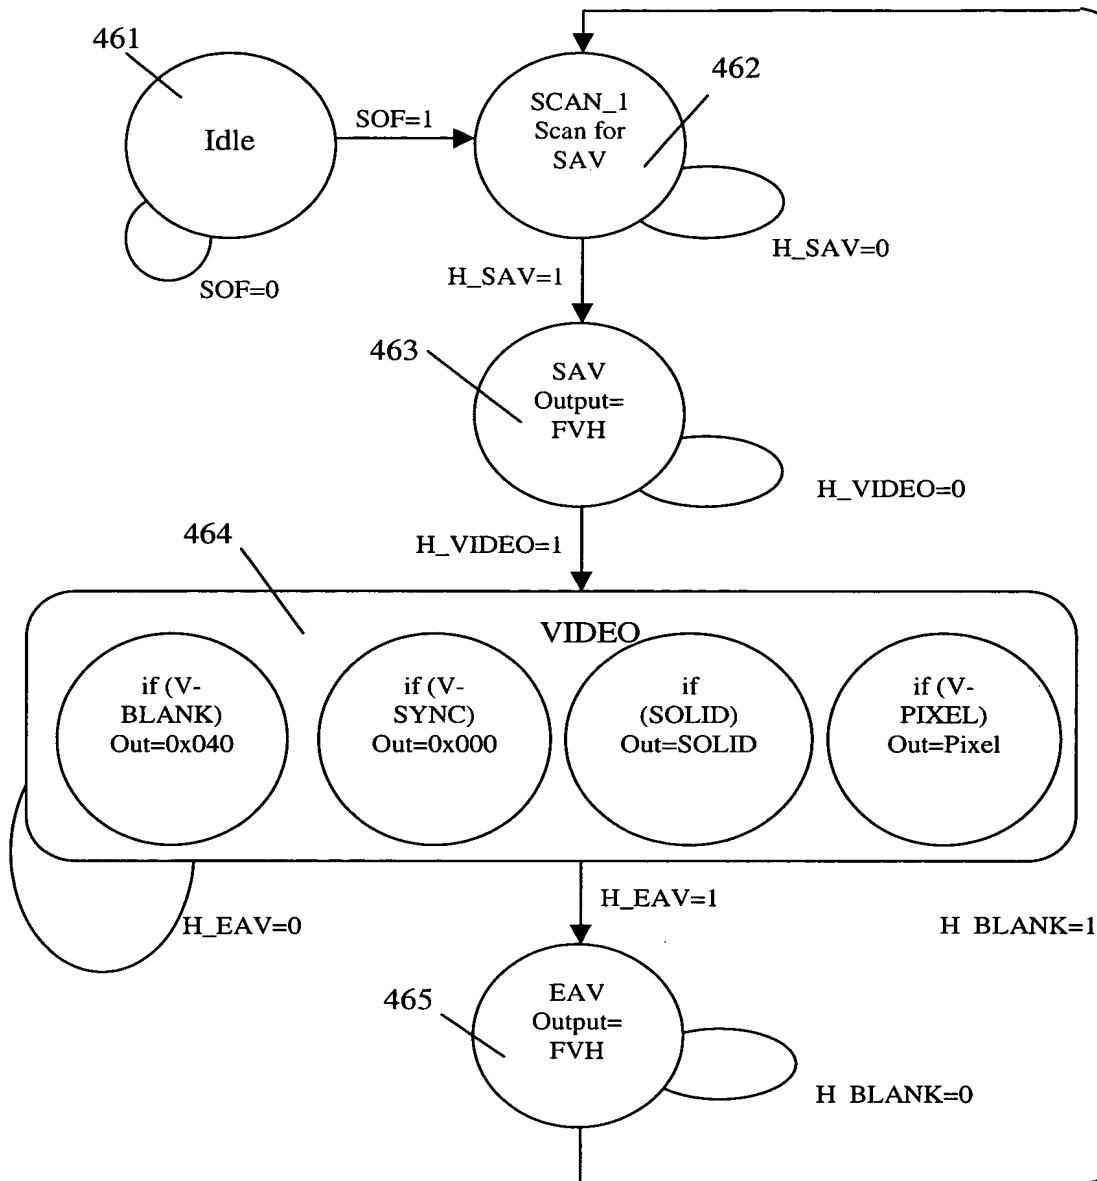 461
462
Idle
SOF=1
SCAN_1
Scan for
SAV
SOF=0
H_SAV=0
H_SAV=1
463
SAV
Output=
FVH
H_VIDEO=0
H_VIDEO=1
464
VIDEO
if (V-
BLANK)
Out=0x040
if (V-
SYNC)
Out=0x000
if
(SOLID)
Out=SOLID
if (V-
PIXEL)
Out=Pixel
H_EAV=0
H_EAV=1
H BLANK=1
465
EAV
Output=
FVH
H BLANK=0